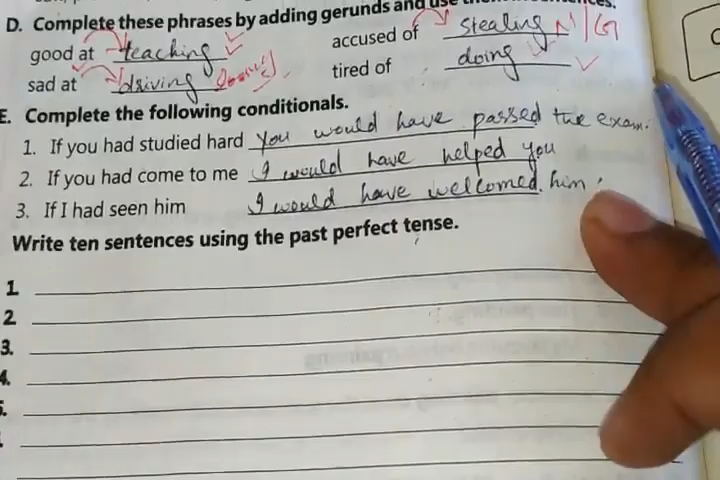 D. Complete these phrases by adding gerunds and use them
good at teaching accused of stealing N/G
sad at driving tired of doing
E. Complete the following conditionals.
1. If you had studied hard you would have passed the exam.
2. If you had come to me I would have helped you
3. If I had seen him I would have welcomed him.
Write ten sentences using the past perfect tense.
1
2
3.
4.